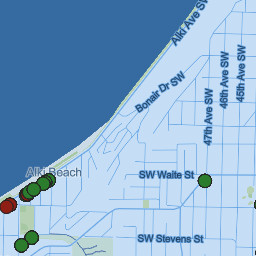 Alki Ave SW
Bonair Dr SW
47th Ave SW
46th Ave SW
45th Ave SW
Alki Beach
SW Waite St
SW Stevens St